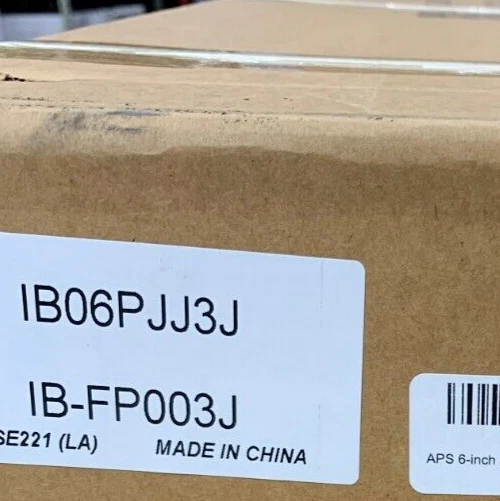 IB06PJJ3J
IB-FP003J
SE221 (LA) MADE IN CHINA
APS 6-inch